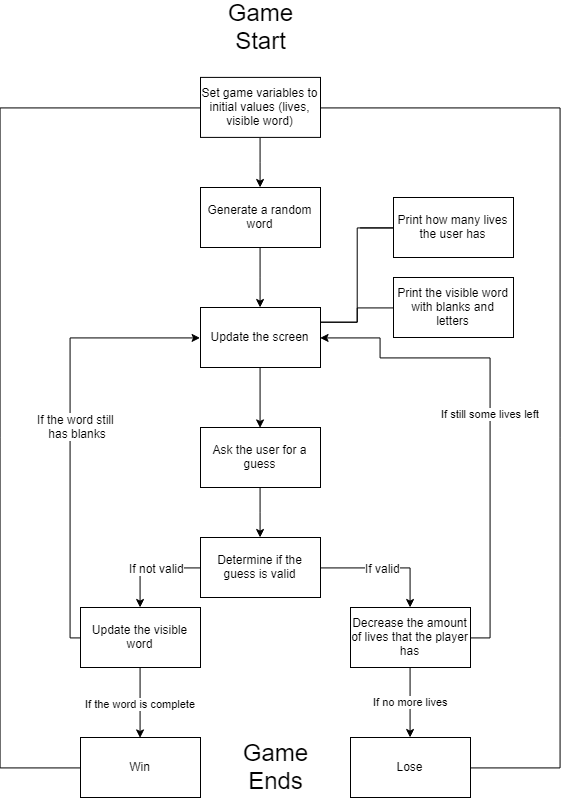 Game
Start
Set game variables to
initial values (lives,
visible word)
Generate a random
word
Print how many lives
the user has
Print the visible word
with blanks and
letters
Update the screen
If the word still
has blanks
If still some lives left
Ask the user for a
guess
Determine if the
guess is valid
If not valid
If valid
Update the visible
word
Decrease the amount
of lives that the player
has
If the word is complete
If no more lives
Game
Ends
Win
Lose